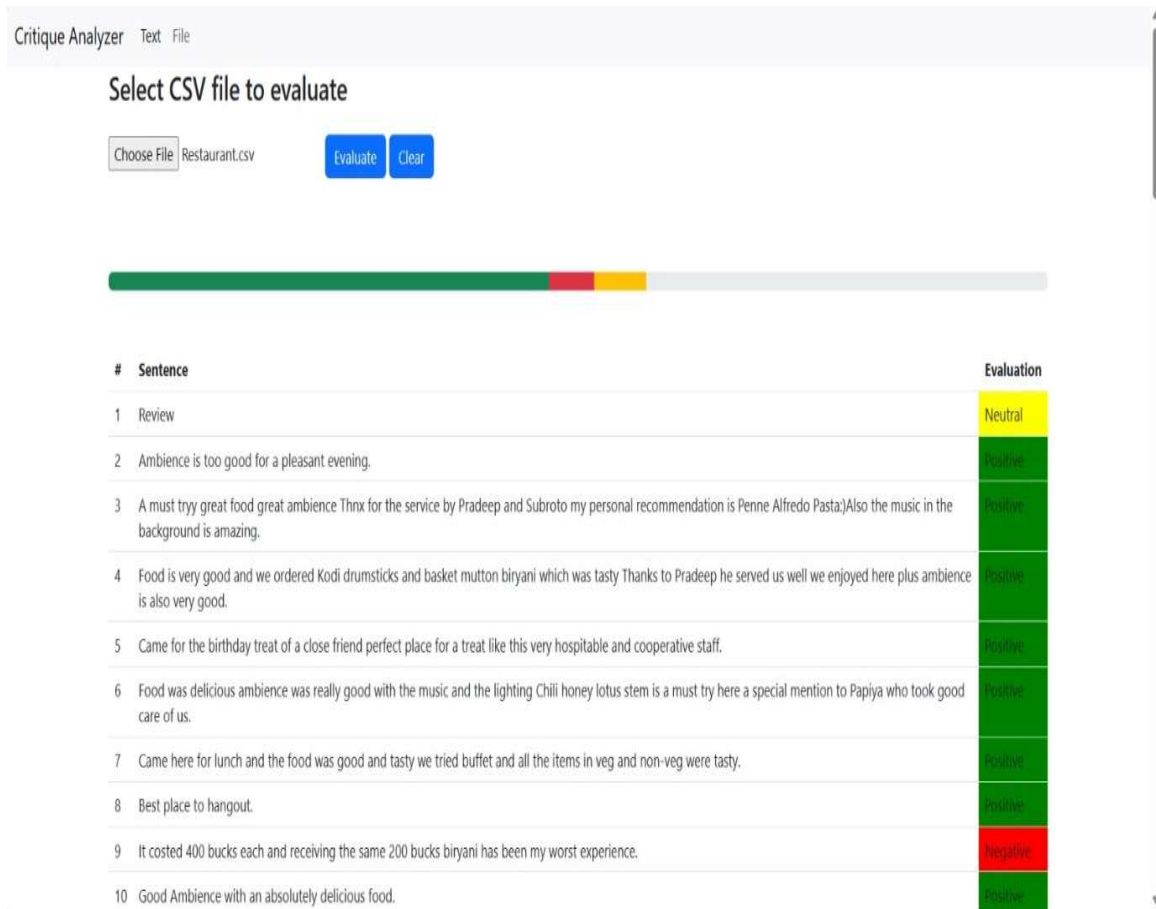 Critique Analyzer Text File
Select CSV file to evaluate
Choose File Restaurant.csv Evaluate Clear
# Sentence Evaluation
1 Review Neutral
2 Ambience is too good for a pleasant evening. Positive
3 A must tryy great food great ambience Thnx for the service by Pradeep and Subroto my personal recommendation is Penne Alfredo Pasta:)Also the music in the Positive
background is amazing.
4 Food is very good and we ordered Kodi drumsticks and basket mutton biryani which was tasty Thanks to Pradeep he served us well we enjoyed here plus ambience Positive
is also very good.
5 Came for the birthday treat of a close friend perfect place for a treat like this very hospitable and cooperative staff. Positive
6 Food was delicious ambience was really good with the music and the lighting Chili honey lotus stem is a must try here a special mention to Papiya who took good Positive
care of us.
7 Came here for lunch and the food was good and tasty we tried buffet and all the items in veg and non-veg were tasty. Positive
8 Best place to hangout. Positive
9 It costed 400 bucks each and receiving the same 200 bucks biryani has been my worst experience. Negative
10 Good Ambience with an absolutely delicious food. Positive